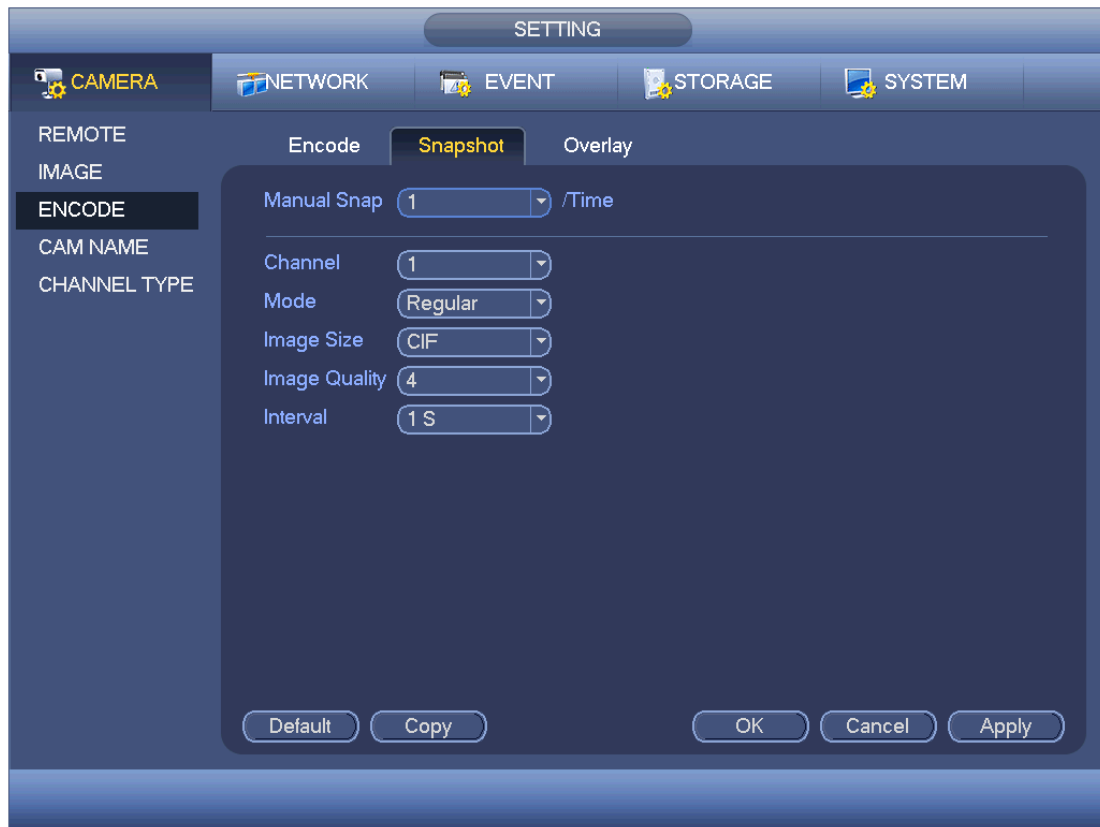 SETTING
CAMERA NETWORK EVENT STORAGE SYSTEM
REMOTE
IMAGE
ENCODE
CAM NAME
CHANNEL TYPE
Encode Snapshot Overlay
Manual Snap 1 /Time
Channel 1
Mode Regular
Image Size CIF
Image Quality 4
Interval 1 S
Default Copy OK Cancel Apply